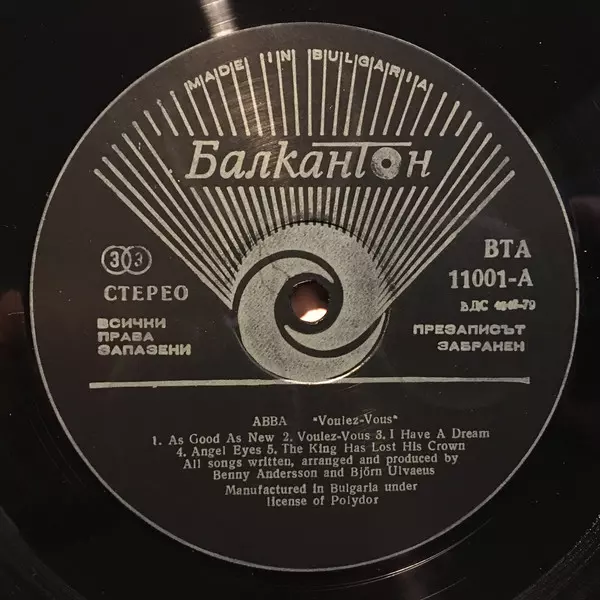 MADE IN BULGARIA
Балкантон
33
СТЕРЕО
ВТА
11001-А
ВСИЧКИ
ПРАВА
ЗАПАЗЕНИ
ПРЕЗАПИСЪТ
ЗАБРАНЕН
ABBA "Voulez-Vous"
1. As Good As New 2. Voulez-Vous 3. I Have A Dream
4. Angel Eyes 5. The King Has Lost His Crown
All songs written, arranged and produced by
Benny Andersson and Björn Ulvaeus
Manufactured in Bulgaria under
license of Polydor